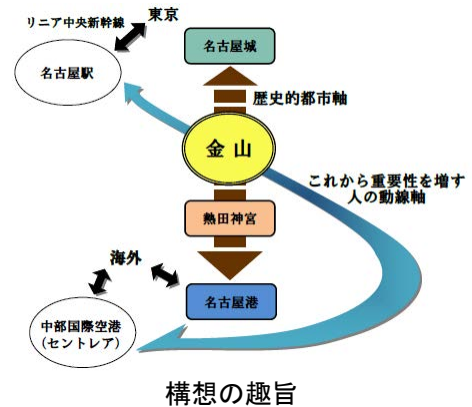 リニア中央新幹線
東京
名古屋駅
名古屋城
歴史的都市軸
金山
これから重要性を増す
人の動線軸
熱田神宮
海外
名古屋港
中部国際空港
(セントレア)
構想の趣旨